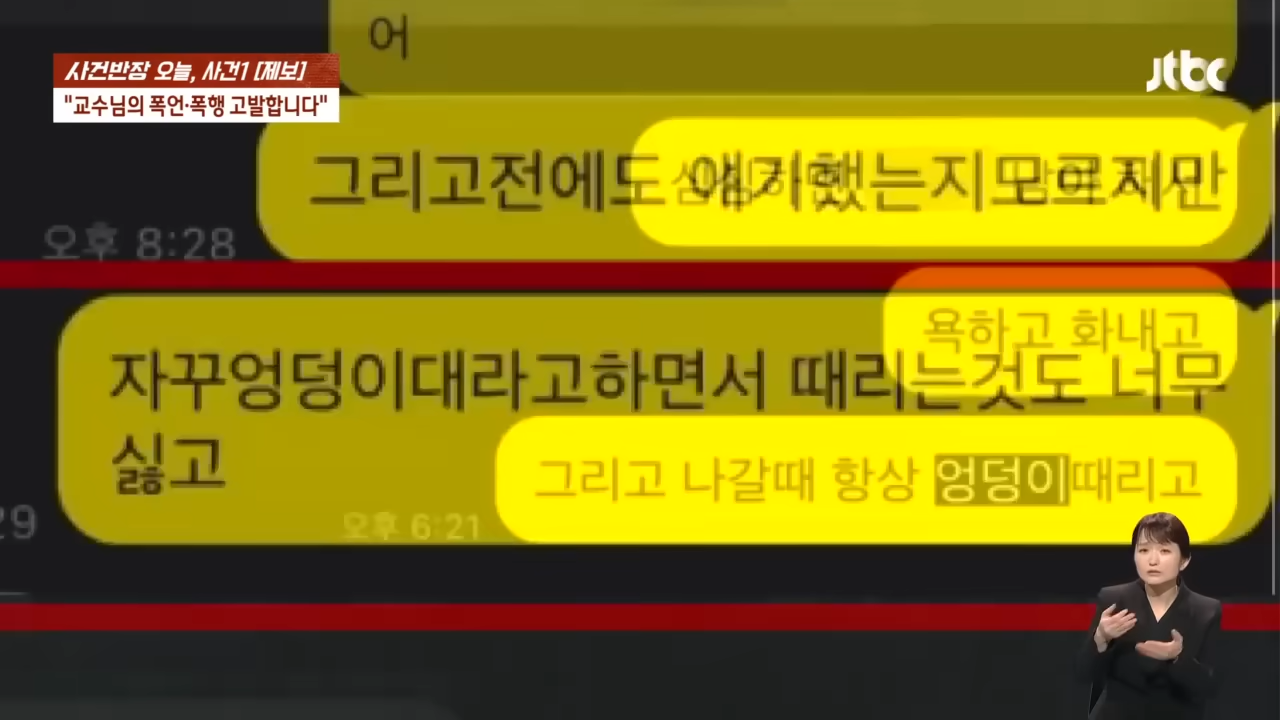 어
사건반장 오늘, 사건1 [제보]
jtbc
"교수님의 폭언·폭행 고발합니다"
그리고전에도 얘기했는지모르지만
오후 8:28
욕하고 화내고
자꾸엉덩이대라고하면서 때리는것도 너무
싫고
그리고 나갈때 항상 엉덩이때리고
29
오후 6:21